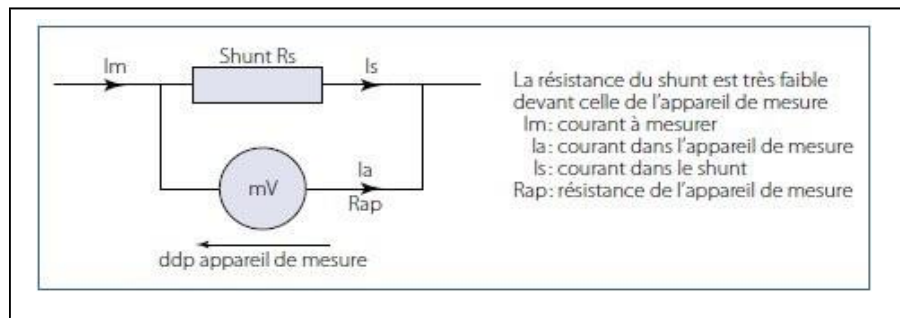 Shunt Rs
Im
Is
mV
Ia
Rap
ddp appareil de mesure
La résistance du shunt est très faible
devant celle de l'appareil de mesure
Im: courant à mesurer
Ia: courant dans l'appareil de mesure
Is: courant dans le shunt
Rap: résistance de l'appareil de mesure